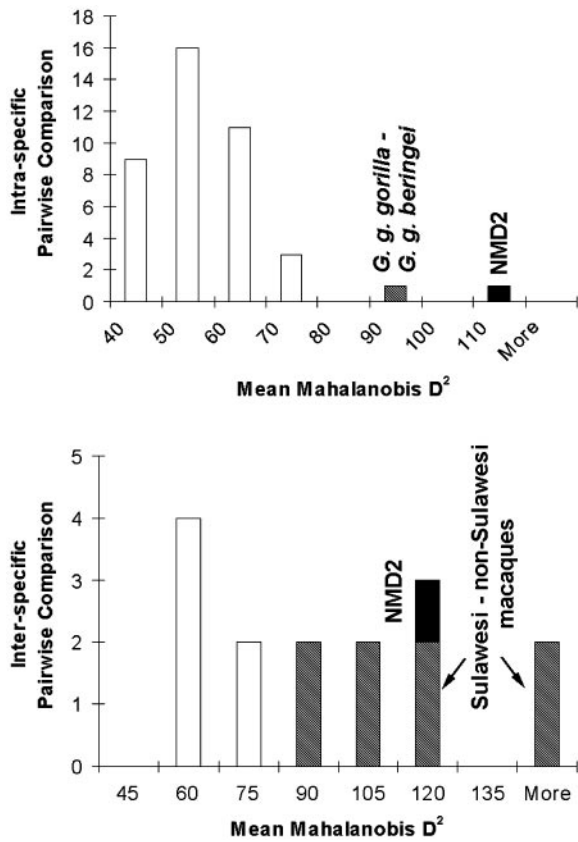 18
16
14
12
10
8
6
4
2
0
Intra-specific
Pairwise Comparison
G. g. gorilla -
G. g. beringei
NMD2
40
50
60
70
80
90
100
110
More
Mean Mahalanobis D²
5
4
3
2
1
0
Inter-specific
Pairwise Comparison
NMD2
Sulawesi - non-Sulawesi
macaques
45 60 75 90 105 120 135 More
Mean Mahalanobis D²